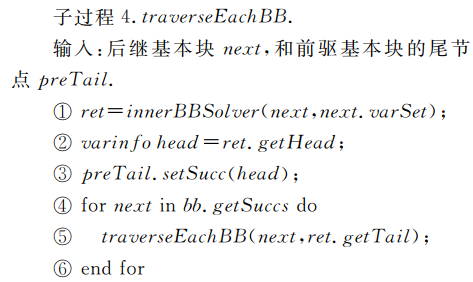 子过程 4. traverseEachBB.
输入:后继基本块 next,和前驱基本块的尾节
点 preTail.
① ret=innerBBSolver(next,next.varSet);
② varinfo head=ret.getHead;
③ preTail.setSucc(head);
④ for next in bb.getSuccs do
⑤ traverseEachBB(next,ret.getTail);
⑥ end for